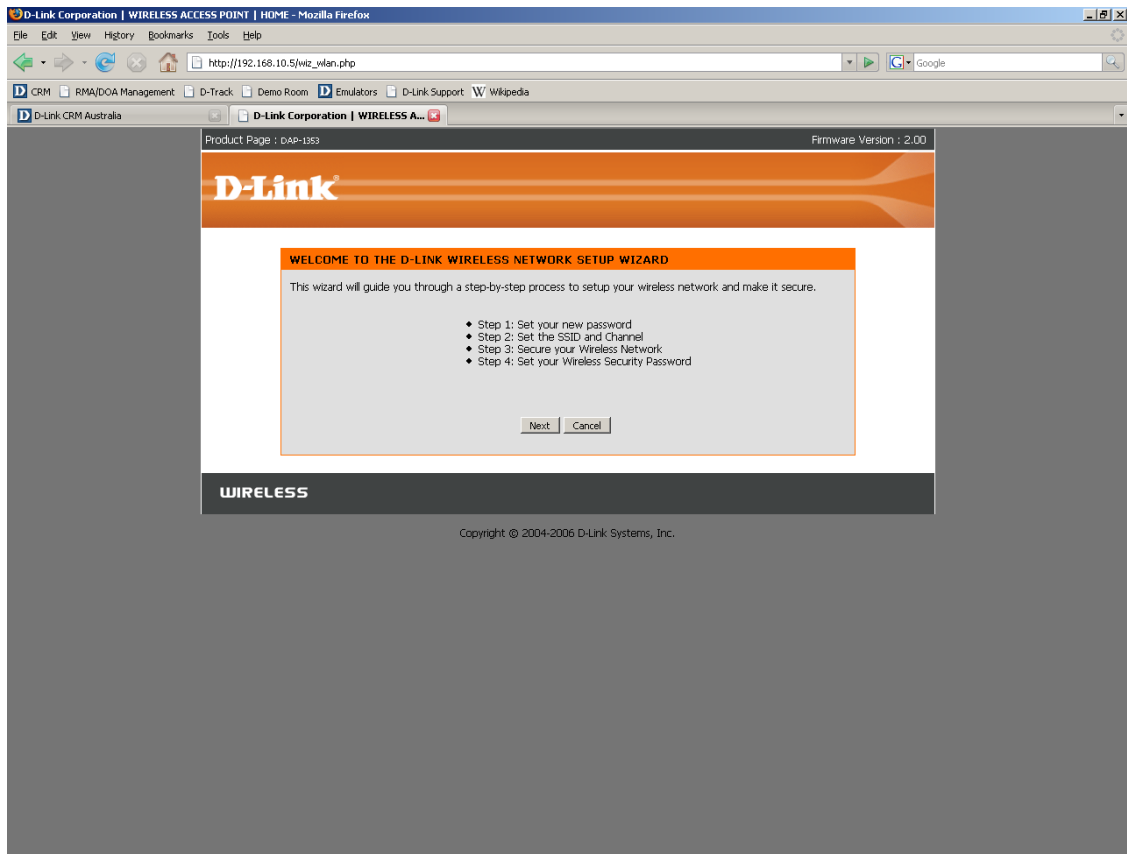 D-Link Corporation | WIRELESS ACCESS POINT | HOME - Mozilla Firefox
File Edit View History Bookmarks Tools Help
http://192.168.10.5/wiz_wlan.php
G Google
D CRM RMA/DOA Management D-Track Demo Room D Emulators D-Link Support W Wikipedia
D D-Link CRM Australia D-Link Corporation | WIRELESS A...
Product Page : DAP-1353 Firmware Version : 2.00
D-Link
WELCOME TO THE D-LINK WIRELESS NETWORK SETUP WIZARD
This wizard will guide you through a step-by-step process to setup your wireless network and make it secure.
◆ Step 1: Set your new password
◆ Step 2: Set the SSID and Channel
◆ Step 3: Secure your Wireless Network
◆ Step 4: Set your Wireless Security Password
Next Cancel
WIRELESS
Copyright © 2004-2006 D-Link Systems, Inc.